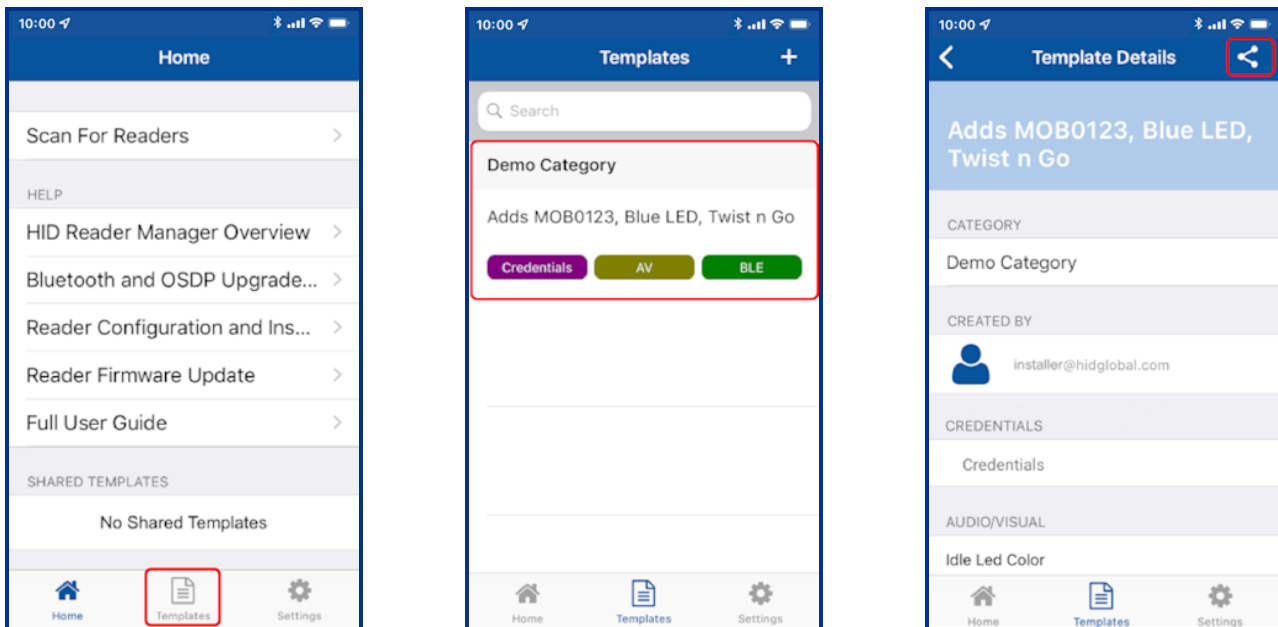 10:00
Home
Scan For Readers
HELP
HID Reader Manager Overview
Bluetooth and OSDP Upgrade...
Reader Configuration and Ins...
Reader Firmware Update
Full User Guide
SHARED TEMPLATES
No Shared Templates
Home Templates Settings
10:00
Templates
Search
Demo Category
Adds MOB0123, Blue LED, Twist n Go
Credentials AV BLE
Home Templates Settings
10:00
Template Details
Adds MOB0123, Blue LED,
Twist n Go
CATEGORY
Demo Category
CREATED BY
installer@hidglobal.com
CREDENTIALS
Credentials
AUDIO/VISUAL
Idle Led Color
Home Templates Settings